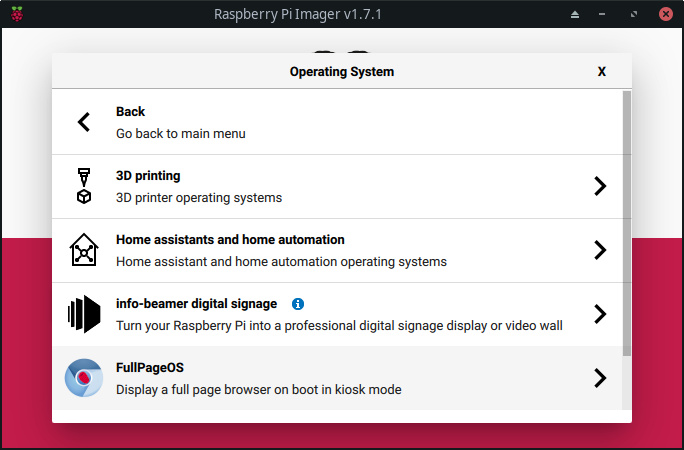 Raspberry Pi Imager v1.7.1
Operating System
X
Back
Go back to main menu
3D printing
3D printer operating systems
Home assistants and home automation
Home assistant and home automation operating systems
info-beamer digital signage
Turn your Raspberry Pi into a professional digital signage display or video wall
FullPageOS
Display a full page browser on boot in kiosk mode